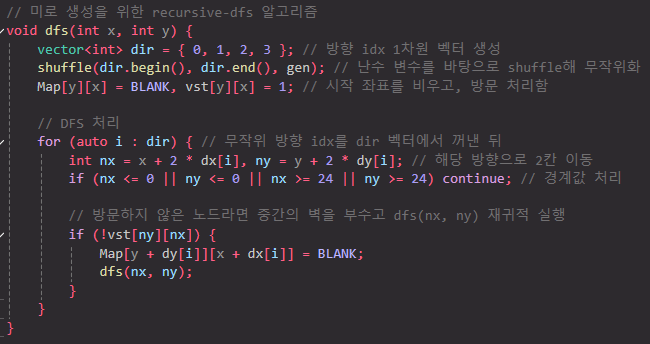 // 미로 생성을 위한 recursive-dfs 알고리즘
void dfs(int x, int y) {
vector<int> dir = { 0, 1, 2, 3 }; // 방향 idx 1차원 벡터 생성
shuffle(dir.begin(), dir.end(), gen); // 난수 변수를 바탕으로 shuffle해 무작위화
Map[y][x] = BLANK, vst[y][x] = 1; // 시작 좌표를 비우고, 방문 처리함
// DFS 처리
for (auto i : dir) { // 무작위 방향 idx를 dir 벡터에서 꺼낸 뒤
int nx = x + 2 * dx[i], ny = y + 2 * dy[i]; // 해당 방향으로 2칸 이동
if (nx <= 0 || ny <= 0 || nx >= 24 || ny >= 24) continue; // 경계값 처리
// 방문하지 않은 노드라면 중간의 벽을 부수고 dfs(nx, ny) 재귀적 실행
if (!vst[ny][nx]) {
Map[y + dy[i]][x + dx[i]] = BLANK;
dfs(nx, ny);
}
}
}